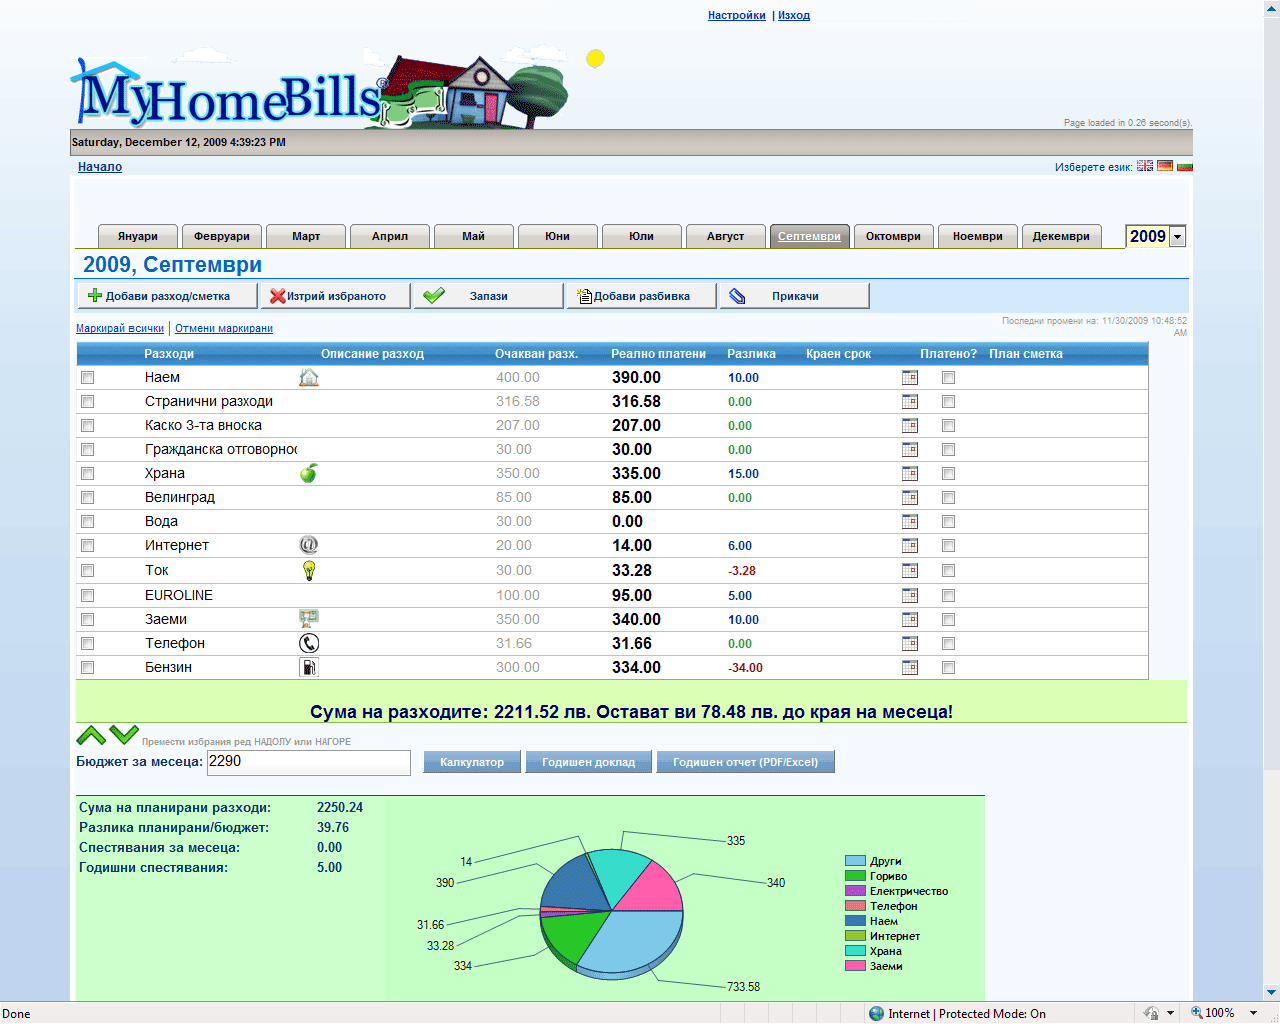 Настройки | Изход
MyHomeBills®
Page loaded in 0.26 second(s).
Saturday, December 12, 2009 4:39:23 PM
Начало Изберете език:
Януари Февруари Март Април Май Юни Юли Август Септември Октомври Ноември Декември 2009
2009, Септември
Добави разход/сметка Изтрий избраното Запази Добави разбивка Прикачи
Маркирай всички | Отмени маркирани
Последни промени на: 11/30/2009 10:48:52
AM
Разходи Описание разход Очакван разх. Реално платени Разлика Краен срок Платено? План сметка
Наем 400.00 390.00 10.00
Странични разходи 316.58 316.58 0.00
Каско 3-та вноска 207.00 207.00 0.00
Гражданска отговорнос 30.00 30.00 0.00
Храна 350.00 335.00 15.00
Велинград 85.00 85.00 0.00
Вода 30.00 0.00
Интернет 20.00 14.00 6.00
Ток 30.00 33.28 -3.28
EUROLINE 100.00 95.00 5.00
Заеми 350.00 340.00 10.00
Телефон 31.66 31.66 0.00
Бензин 300.00 334.00 -34.00
Сума на разходите: 2211.52 лв. Остават ви 78.48 лв. до края на месеца!
Премести избрания ред НАДОЛУ или НАГОРЕ
Бюджет за месеца: 2290 Калкулатор Годишен доклад Годишен отчет (PDF/Excel)
Сума на планирани разходи: 2250.24
Разлика планирани/бюджет: 39.76
Спестявания за месеца: 0.00
Годишни спестявания: 5.00
335
14
390
340
31.66
33.28
334
733.58
Други
Гориво
Електричество
Телефон
Наем
Интернет
Храна
Заеми
Done Internet | Protected Mode: On 100%